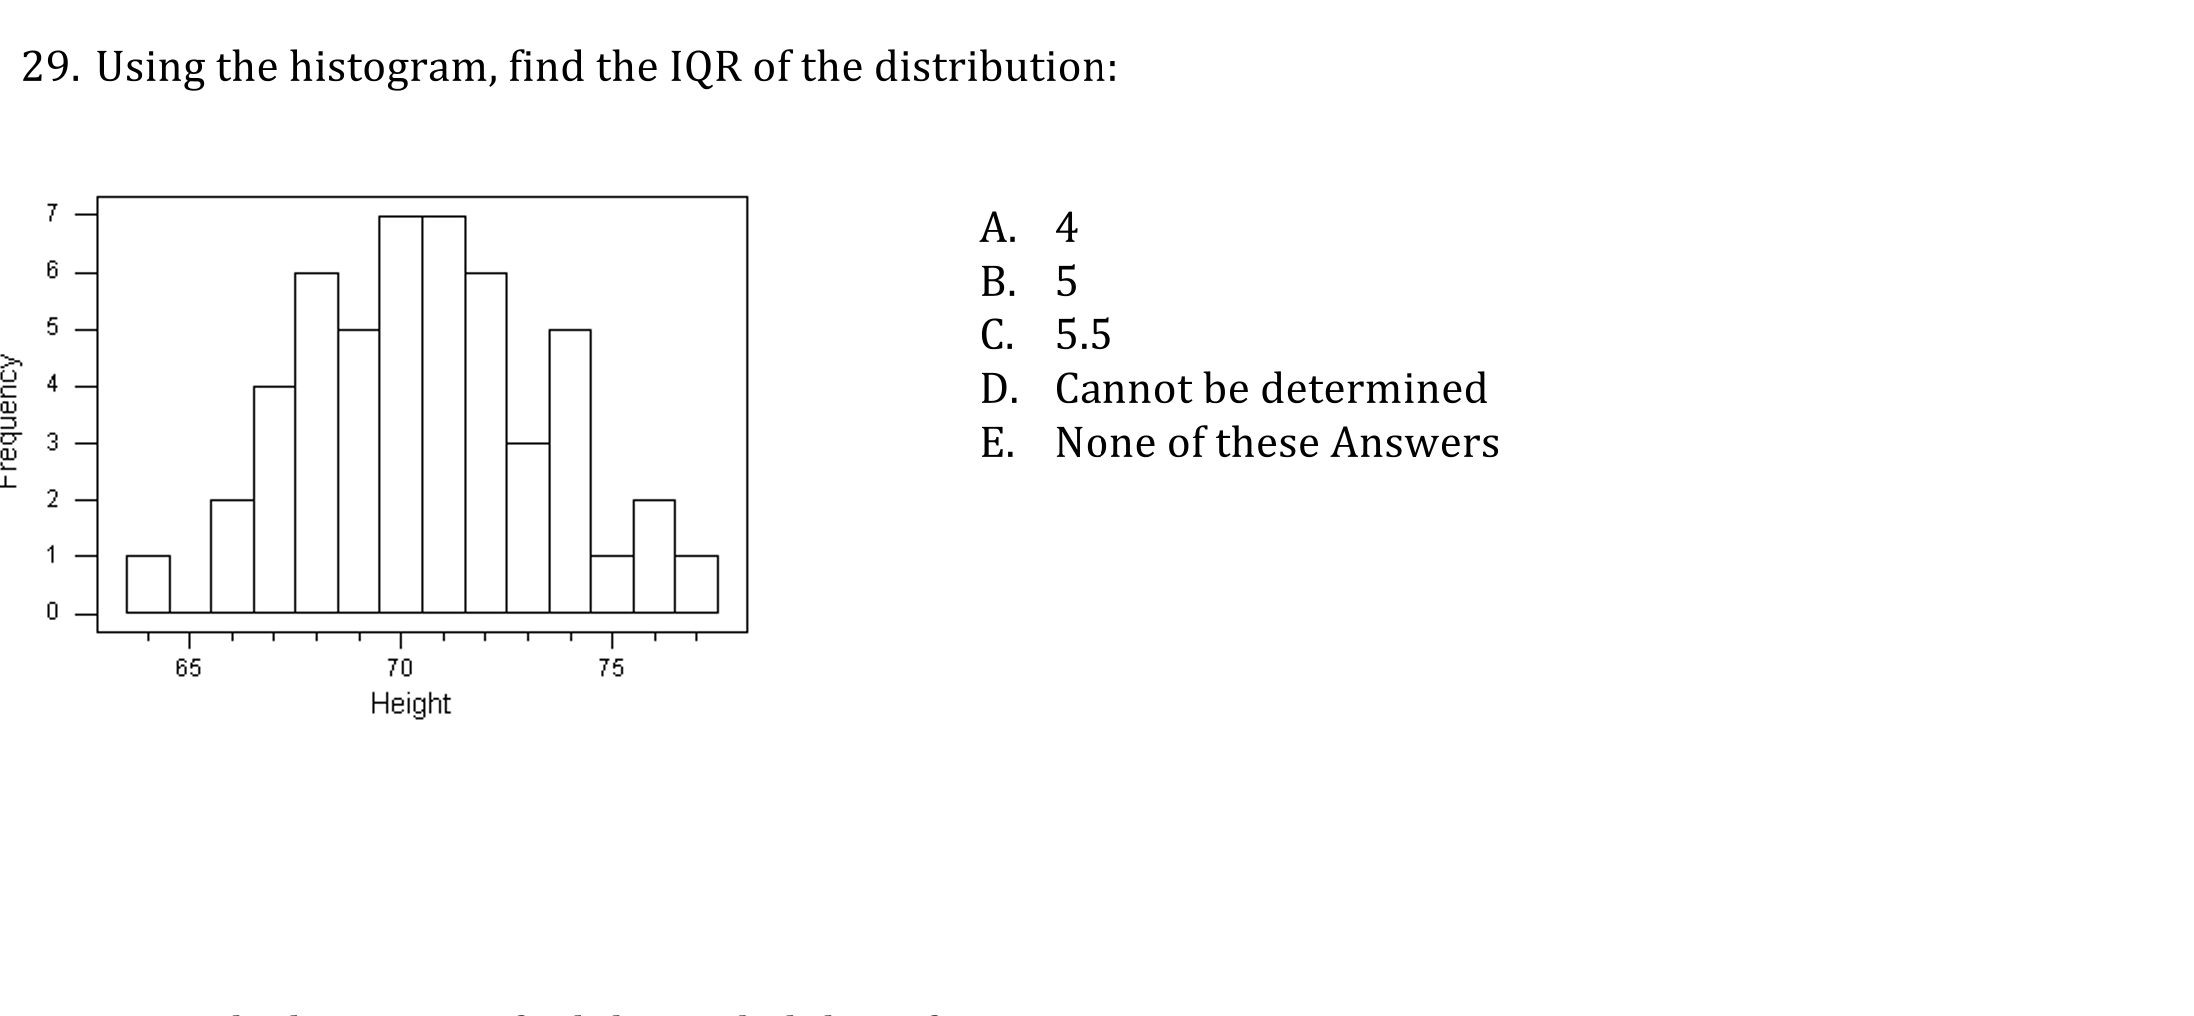 29. Using the histogram, find the IQR of the distribution:
7
6
5
4
3
2
1
0
Frequency
65 70 75
Height
A. 4
B. 5
C. 5.5
D. Cannot be determined
E. None of these Answers